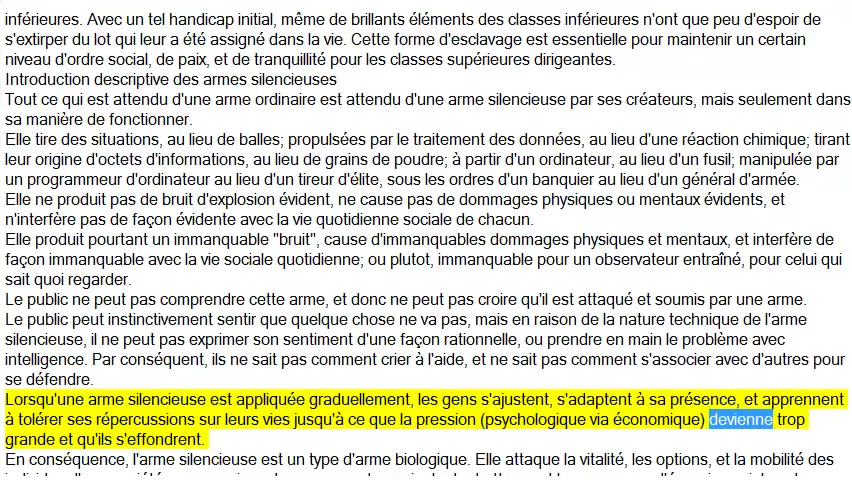 inférieures. Avec un tel handicap initial, même de brillants éléments des classes inférieures n'ont que peu d'espoir de
s'extirper du lot qui leur a été assigné dans la vie. Cette forme d'esclavage est essentielle pour maintenir un certain
niveau d'ordre social, de paix, et de tranquillité pour les classes supérieures dirigeantes.
Introduction descriptive des armes silencieuses
Tout ce qui est attendu d'une arme ordinaire est attendu d'une arme silencieuse par ses créateurs, mais seulement dans
sa manière de fonctionner.
Elle tire des situations, au lieu de balles; propulsées par le traitement des données, au lieu d'une réaction chimique; tirant
leur origine d'octets d'informations, au lieu de grains de poudre; à partir d'un ordinateur, au lieu d'un fusil; manipulée par
un programmeur d'ordinateur au lieu d'un tireur d'élite, sous les ordres d'un banquier au lieu d'un général d'armée.
Elle ne produit pas de bruit d'explosion évident, ne cause pas de dommages physiques ou mentaux évidents, et
n'interfère pas de façon évidente avec la vie quotidienne sociale de chacun.
Elle produit pourtant un immanquable "bruit", cause d'immanquables dommages physiques et mentaux, et interfère de
façon immanquable avec la vie sociale quotidienne; ou plutot, immanquable pour un observateur entraîné, pour celui qui
sait quoi regarder.
Le public ne peut pas comprendre cette arme, et donc ne peut pas croire qu'il est attaqué et soumis par une arme.
Le public peut instinctivement sentir que quelque chose ne va pas, mais en raison de la nature technique de l'arme
silencieuse, il ne peut pas exprimer son sentiment d'une façon rationnelle, ou prendre en main le problème avec
intelligence. Par conséquent, ils ne sait pas comment crier à l'aide, et ne sait pas comment s'associer avec d'autres pour
se défendre.
Lorsqu'une arme silencieuse est appliquée graduellement, les gens s'ajustent, s'adaptent à sa présence, et apprennent
à tolérer ses répercussions sur leurs vies jusqu'à ce que la pression (psychologique via économique) devienne trop
grande et qu'ils s'effondrent.
En conséquence, l'arme silencieuse est un type d'arme biologique. Elle attaque la vitalité, les options, et la mobilité des